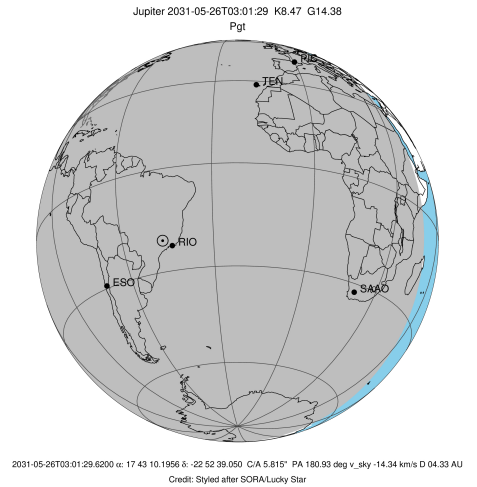 Jupiter 2031-05-26T03:01:29  K8.47  G14.38
Pgt
PIC
TEN
RIO
ESO
SAAO
2031-05-26T03:01:29.6200 α: 17 43 10.1956 δ: -22 52 39.050  C/A 5.815"  PA 180.93 deg v_sky -14.34 km/s D 04.33 AU
Credit: Styled after SORA/Lucky Star